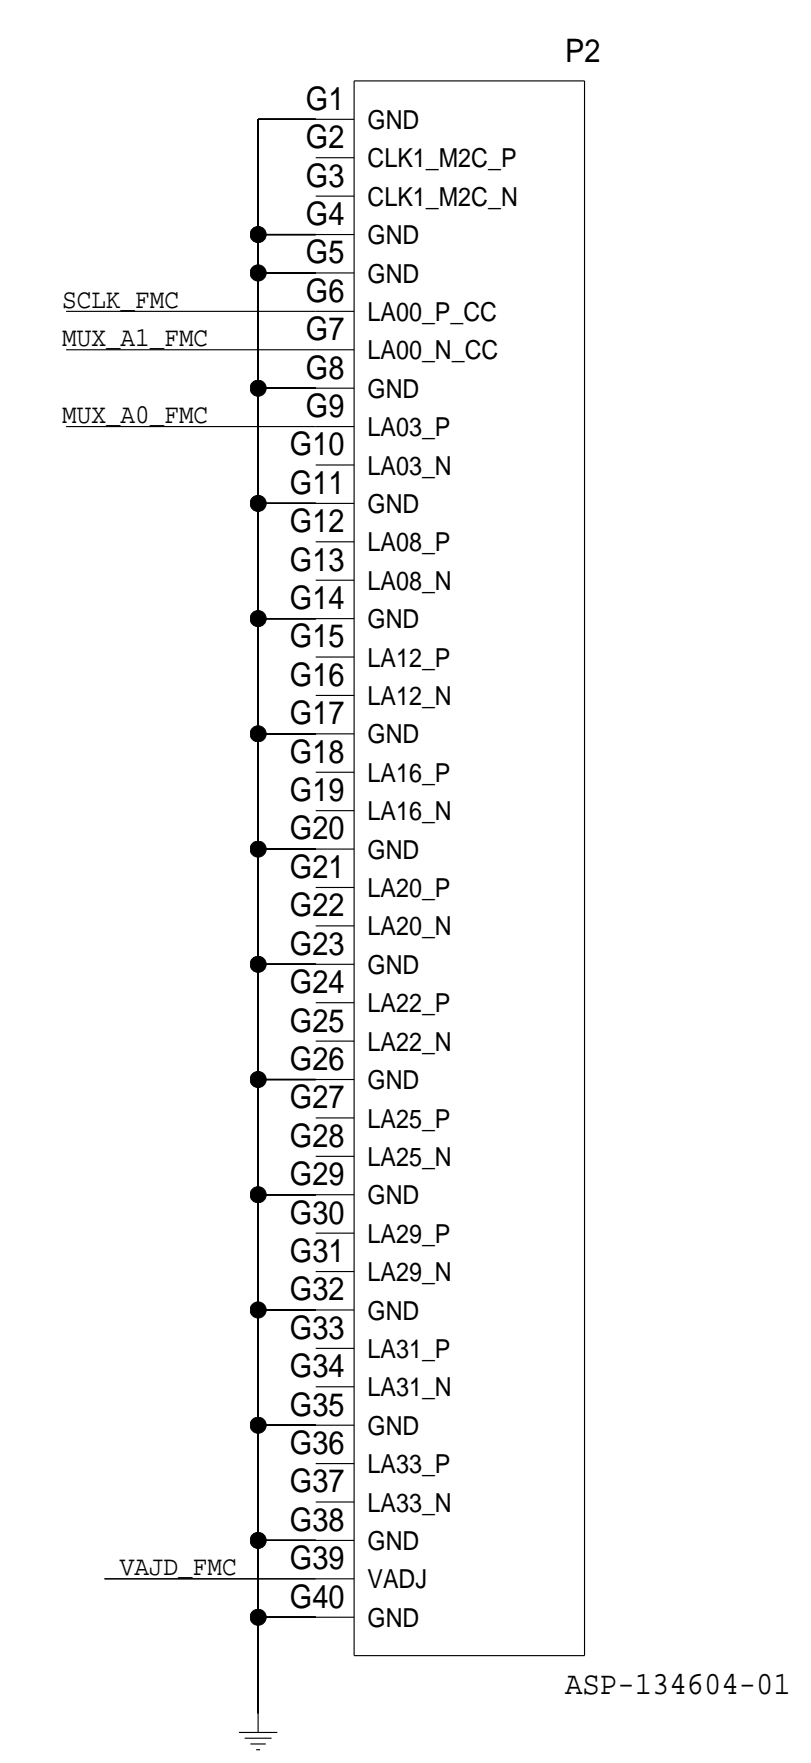 P2
G1 GND
G2 CLK1_M2C_P
G3 CLK1_M2C_N
G4 GND
G5 GND
SCLK_FMC G6 LA00_P_CC
MUX_A1_FMC G7 LA00_N_CC
G8 GND
MUX_A0_FMC G9 LA03_P
G10 LA03_N
G11 GND
G12 LA08_P
G13 LA08_N
G14 GND
G15 LA12_P
G16 LA12_N
G17 GND
G18 LA16_P
G19 LA16_N
G20 GND
G21 LA20_P
G22 LA20_N
G23 GND
G24 LA22_P
G25 LA22_N
G26 GND
G27 LA25_P
G28 LA25_N
G29 GND
G30 LA29_P
G31 LA29_N
G32 GND
G33 LA31_P
G34 LA31_N
G35 GND
G36 LA33_P
G37 LA33_N
G38 GND
VAJD_FMC G39 VADJ
G40 GND
ASP-134604-01